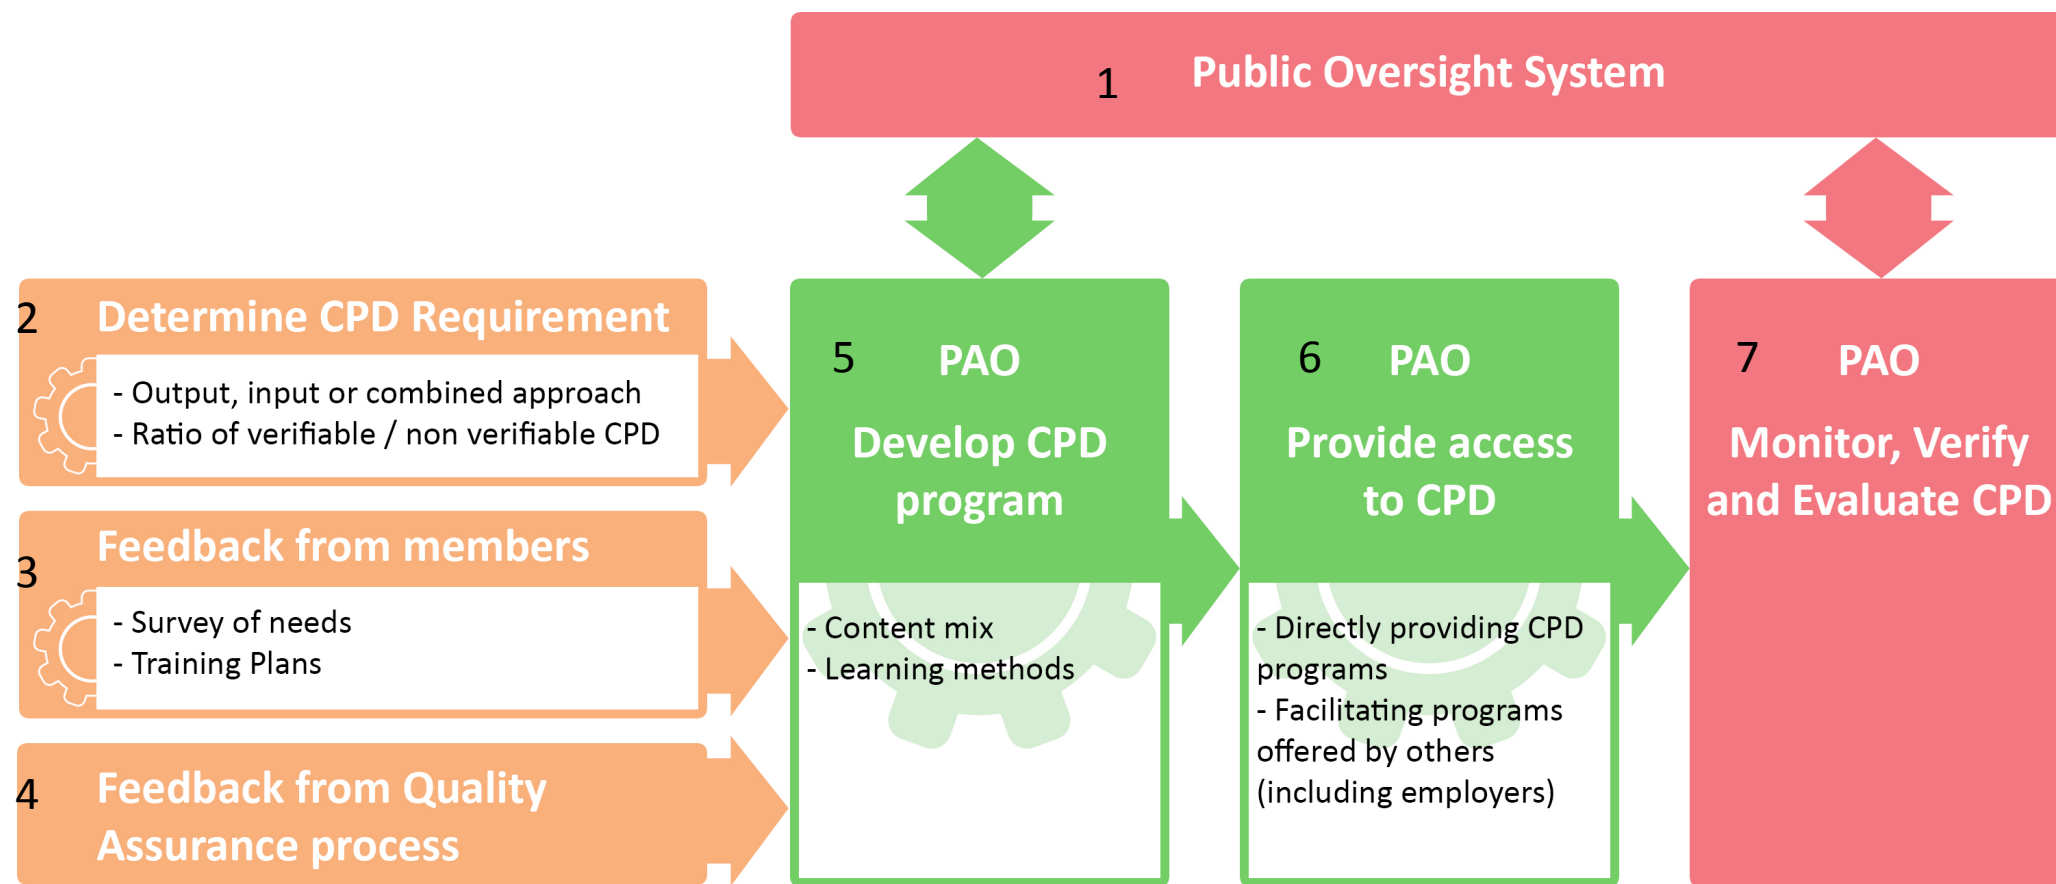 1 Public Oversight System
2 Determine CPD Requirement
- Output, input or combined approach
- Ratio of verifiable / non verifiable CPD
3 Feedback from members
- Survey of needs
- Training Plans
4 Feedback from Quality
Assurance process
5 PAO
Develop CPD
program
- Content mix
- Learning methods
6 PAO
Provide access
to CPD
- Directly providing CPD
programs
- Facilitating programs
offered by others
(including employers)
7 PAO
Monitor, Verify
and Evaluate CPD